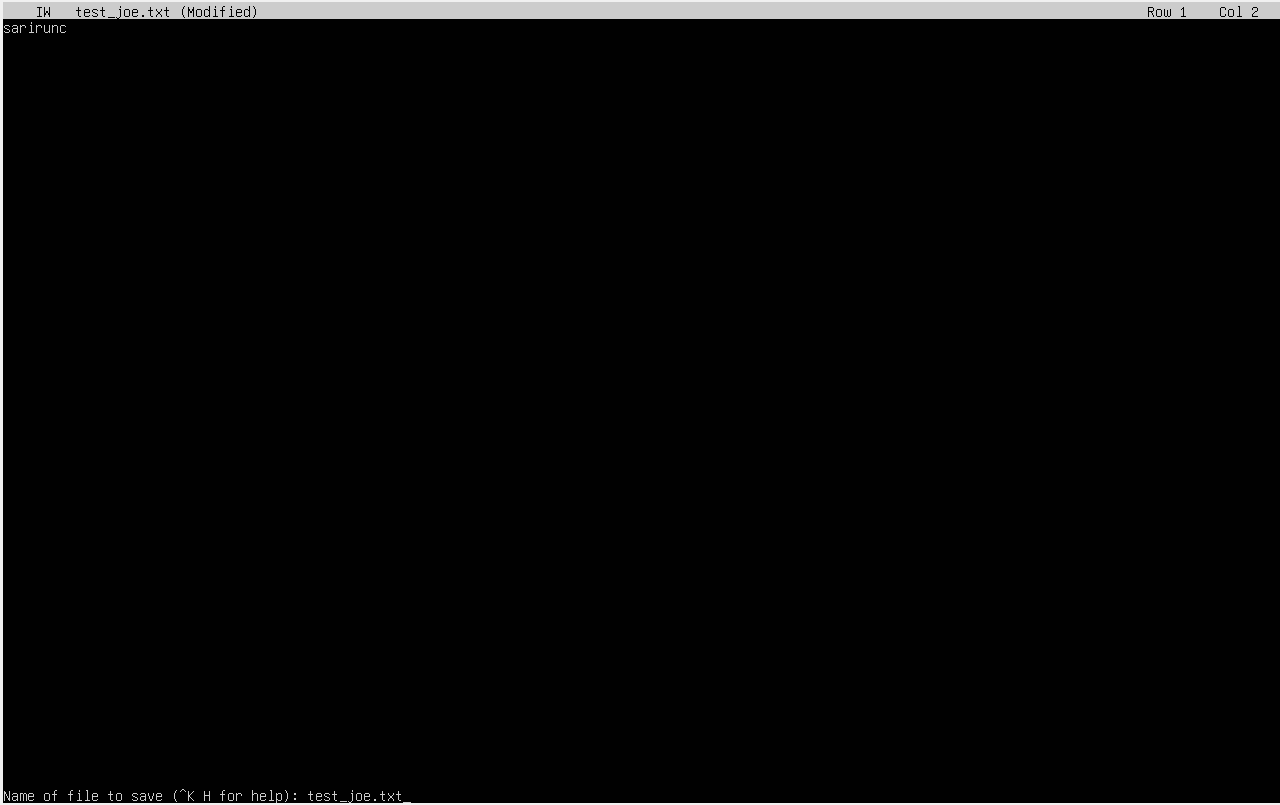 IW test_joe.txt (Modified) Row 1 Col 2
sarirunc
Name of file to save (^K H for help): test_joe.txt_